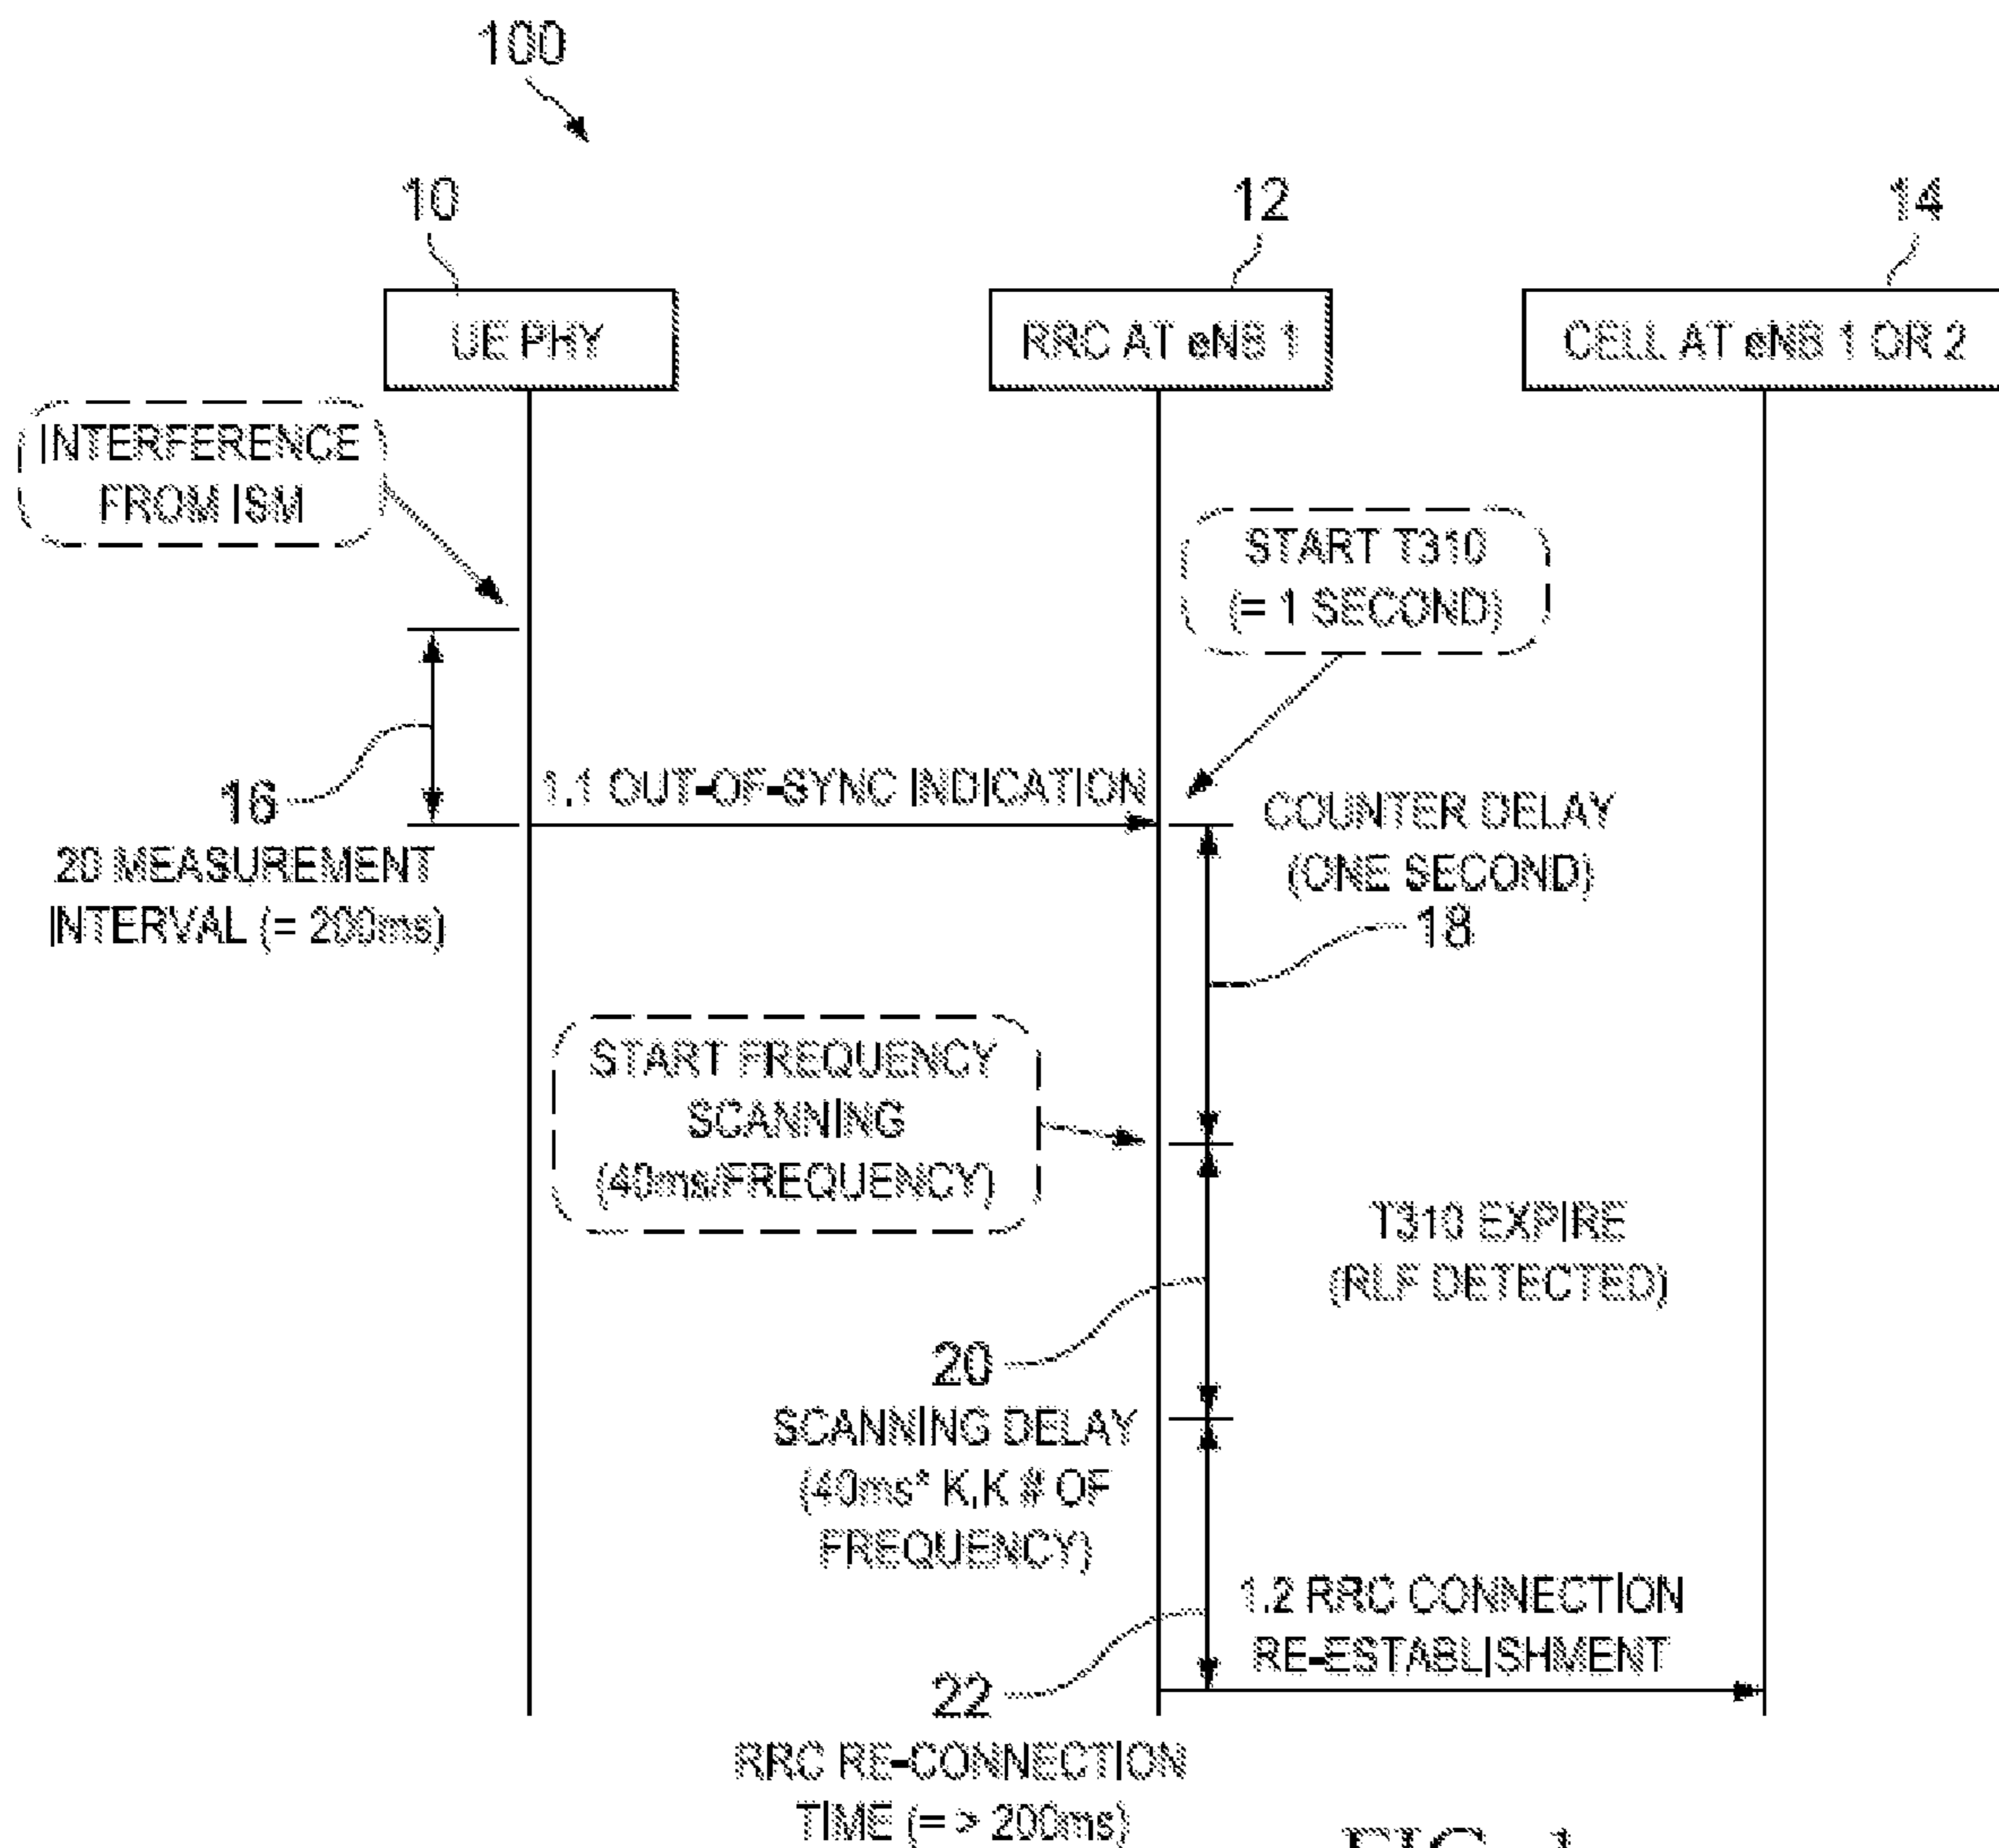 100
10
12
14
UE PHY
RRC AT eNB 1
CELL AT eNB 1 OR 2
INTERFERENCE
FROM ISM
START T310
(= 1 SECOND)
16
20 MEASUREMENT
INTERVAL (= 200ms)
1.1 OUT-OF-SYNC INDICATION
COUNTER DELAY
(ONE SECOND)
18
START FREQUENCY
SCANNING
(40ms/FREQUENCY)
T310 EXPIRE
(RLF DETECTED)
20
SCANNING DELAY
(40ms* K,K # OF
FREQUENCY)
1.2 RRC CONNECTION
RE-ESTABLISHMENT
22
RRC RE-CONNECTION
TIME (= > 200ms)
FIG. 1